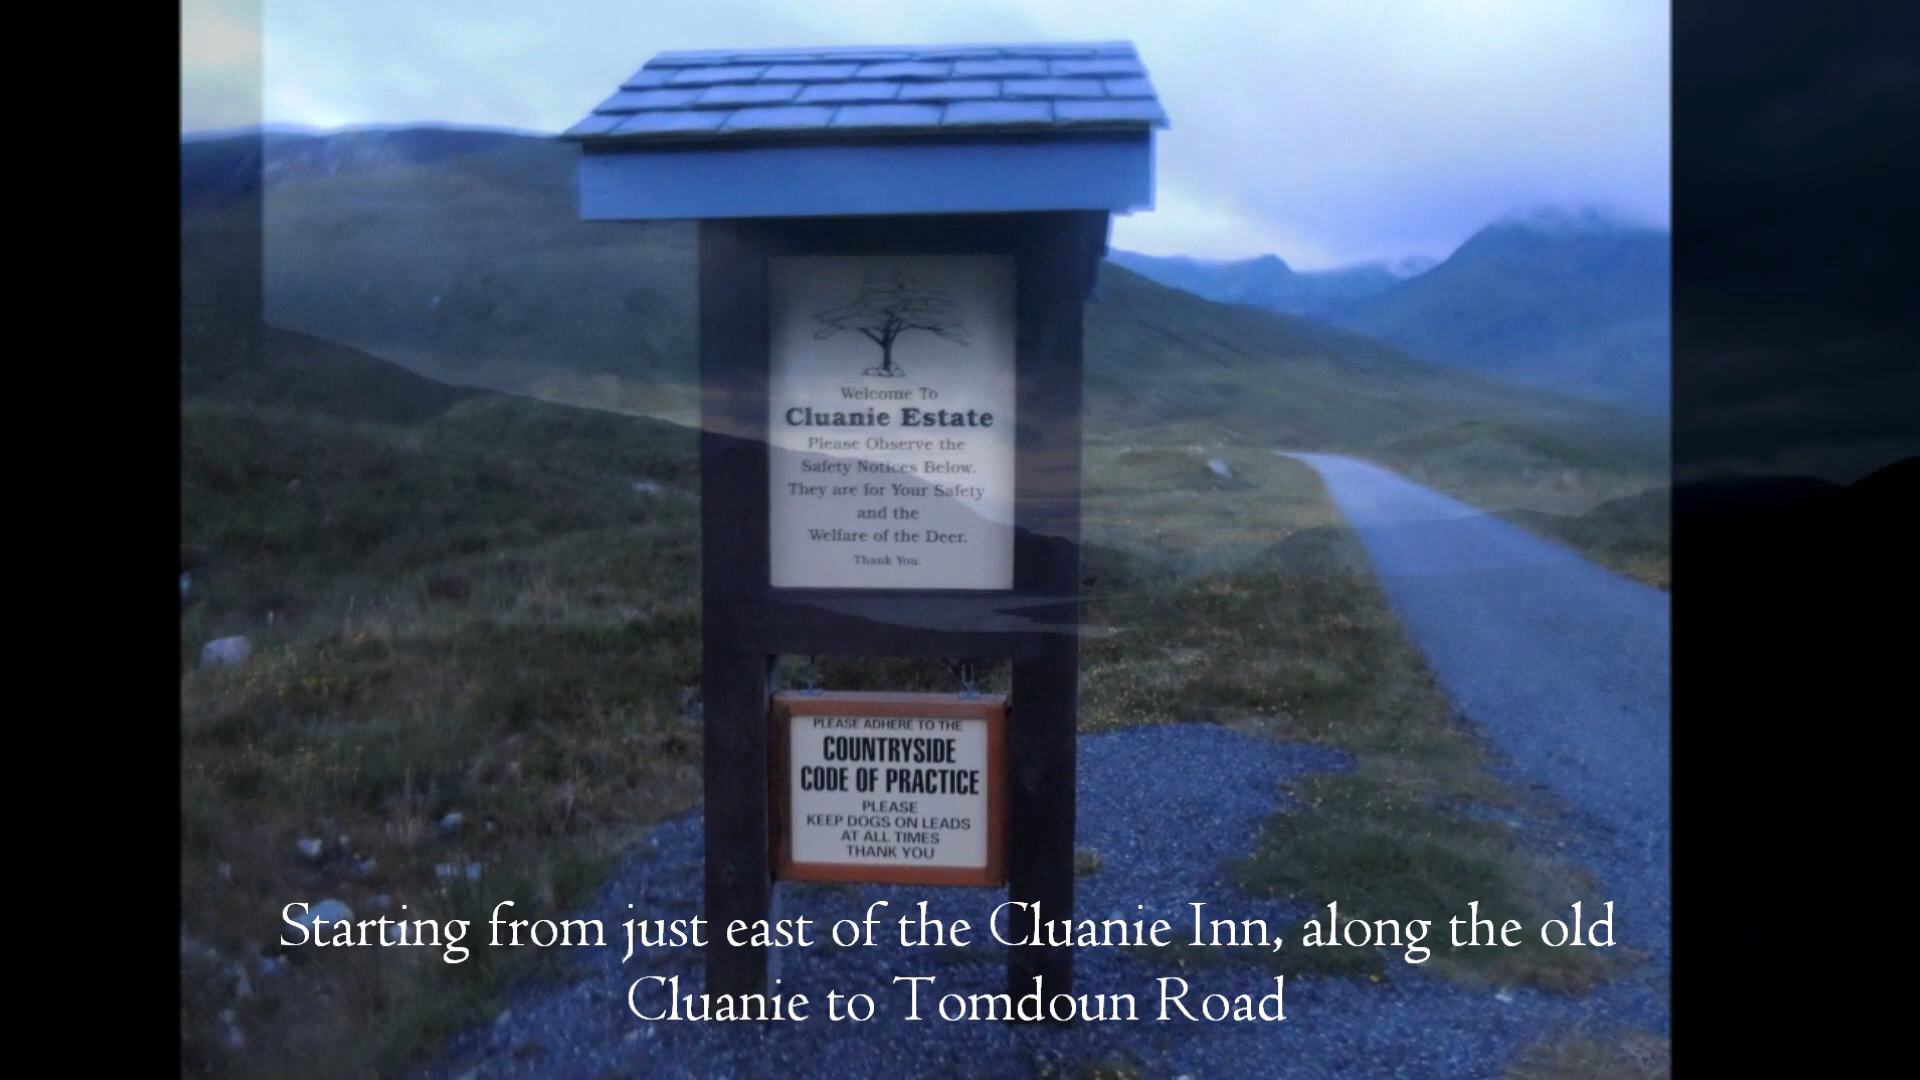 Welcome To
Cluanie Estate
Please Observe the
Safety Notices Below.
They are for Your Safety
and the
Welfare of the Deer.
Thank You.
PLEASE ADHERE TO THE
COUNTRYSIDE
CODE OF PRACTICE
PLEASE
KEEP DOGS ON LEADS
AT ALL TIMES
THANK YOU
Starting from just east of the Cluanie Inn, along the old
Cluanie to Tomdoun Road